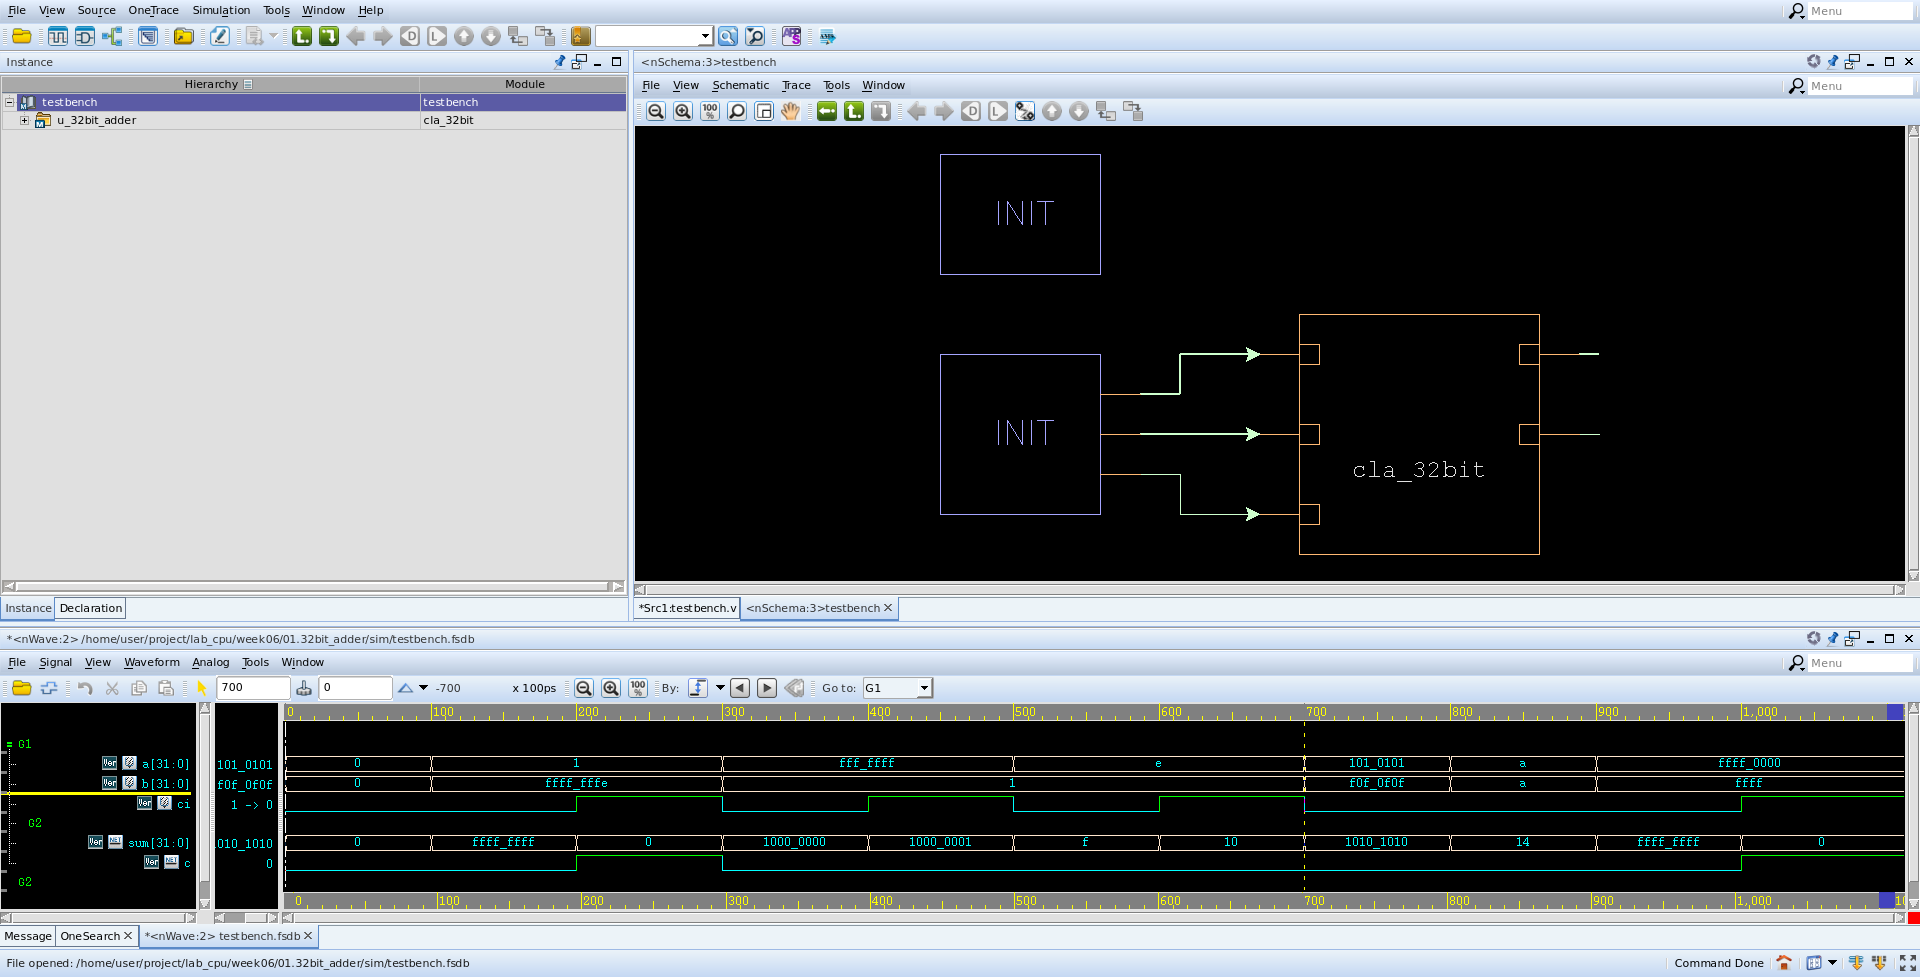 File View Source OneTrace Simulation Tools Window Help
Menu
Instance
<nSchema:3>testbench
Hierarchy Module
testbench testbench
u_32bit_adder cla_32bit
File View Schematic Trace Tools Window
Menu
INIT
INIT
cla_32bit
Instance Declaration
*Src1:testbench.v <nSchema:3>testbench
*<nWave:2> /home/user/project/lab_cpu/week06/01.32bit_adder/sim/testbench.fsdb
File Signal View Waveform Analog Tools Window
Menu
700 0 -700 x 100ps 100% By: Go to: G1
0 100 200 300 400 500 600 700 800 900 1,000
G1
a[31:0] 101_0101 0 1 fff_ffff e 101_0101 a ffff_0000
b[31:0] f0f_0f0f 0 ffff_fffe 1 f0f_0f0f a ffff
ci 1 -> 0
G2
sum[31:0] 010_1010 0 ffff_ffff 0 1000_0000 1000_0001 f 10 1010_1010 14 ffff_ffff 0
c 0
G2
0 100 200 300 400 500 600 700 800 900 1,000
Message OneSearch *<nWave:2> testbench.fsdb
File opened: /home/user/project/lab_cpu/week06/01.32bit_adder/sim/testbench.fsdb
Command Done